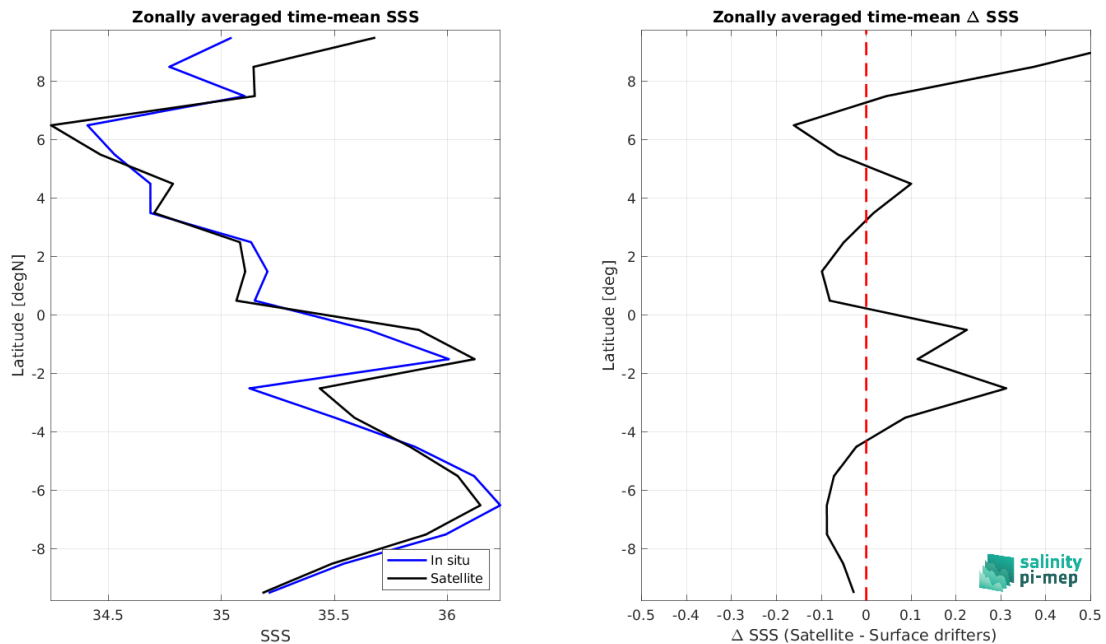 Zonally averaged time-mean SSS
Latitude [degN]
8
6
4
2
0
-2
-4
-6
-8
34.5 35 35.5 36
SSS
In situ
Satellite
Zonally averaged time-mean Δ SSS
Latitude [deg]
8
6
4
2
0
-2
-4
-6
-8
-0.5 -0.4 -0.3 -0.2 -0.1 0 0.1 0.2 0.3 0.4 0.5
Δ SSS (Satellite - Surface drifters)
salinity
pi-mep